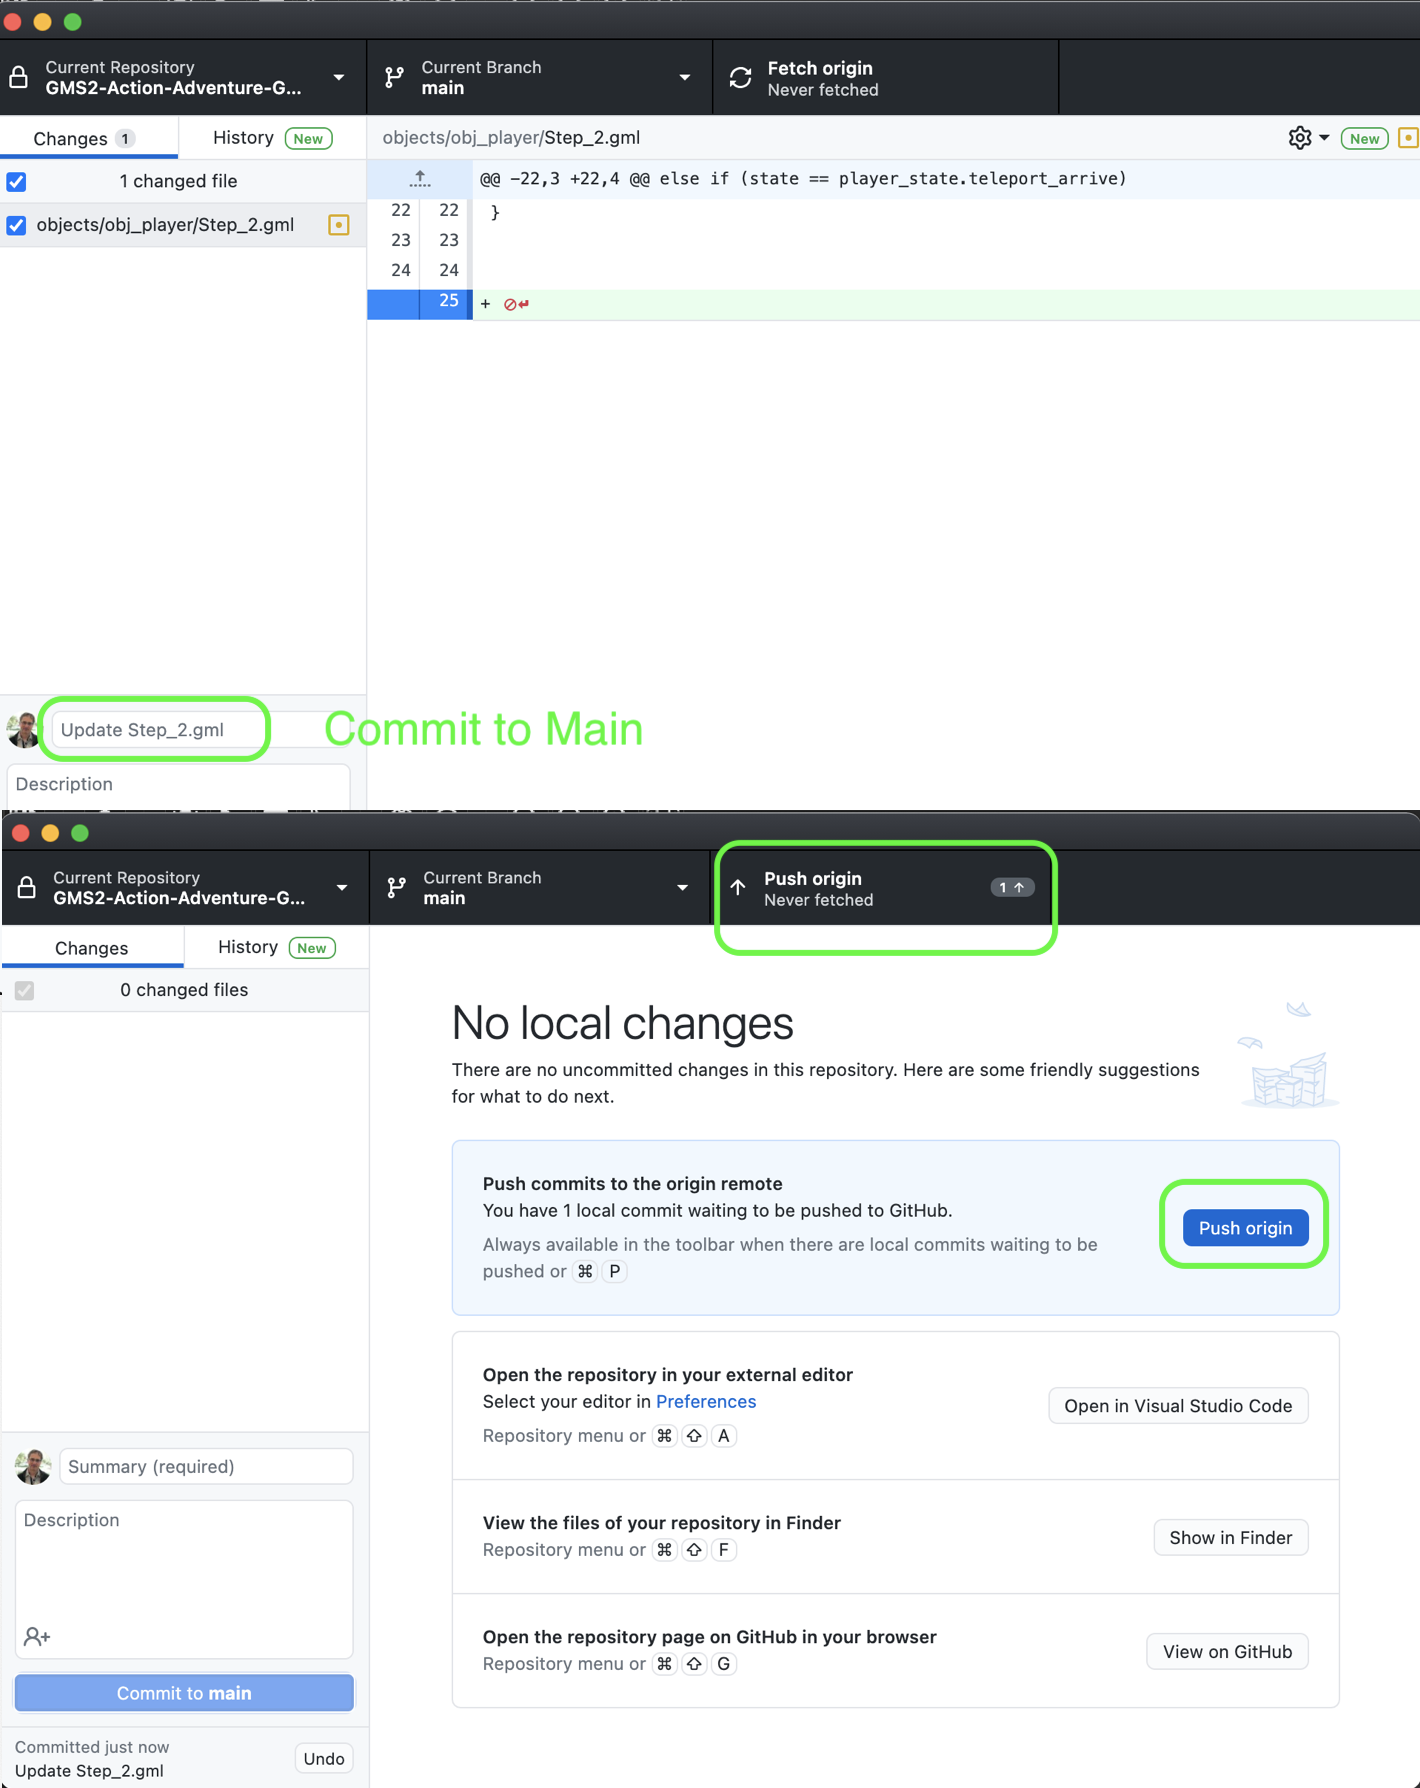 Current Repository
GMS2-Action-Adventure-G...
Current Branch
main
Fetch origin
Never fetched
Changes 1
History New
objects/obj_player/Step_2.gml
New
1 changed file
@@ -22,3 +22,4 @@ else if (state == player_state.teleport_arrive)
objects/obj_player/Step_2.gml
22 22 }
23 23
24 24
25 +
Update Step_2.gml
Commit to Main
Description
Current Repository
GMS2-Action-Adventure-G...
Current Branch
main
Push origin
Never fetched
1 ↑
Changes
History New
0 changed files
No local changes
There are no uncommitted changes in this repository. Here are some friendly suggestions
for what to do next.
Push commits to the origin remote
You have 1 local commit waiting to be pushed to GitHub.
Always available in the toolbar when there are local commits waiting to be
pushed or ⌘ P
Push origin
Open the repository in your external editor
Select your editor in Preferences
Repository menu or ⌘ ⇧ A
Open in Visual Studio Code
View the files of your repository in Finder
Repository menu or ⌘ ⇧ F
Show in Finder
Open the repository page on GitHub in your browser
Repository menu or ⌘ ⇧ G
View on GitHub
Summary (required)
Description
Commit to main
Committed just now
Update Step_2.gml
Undo